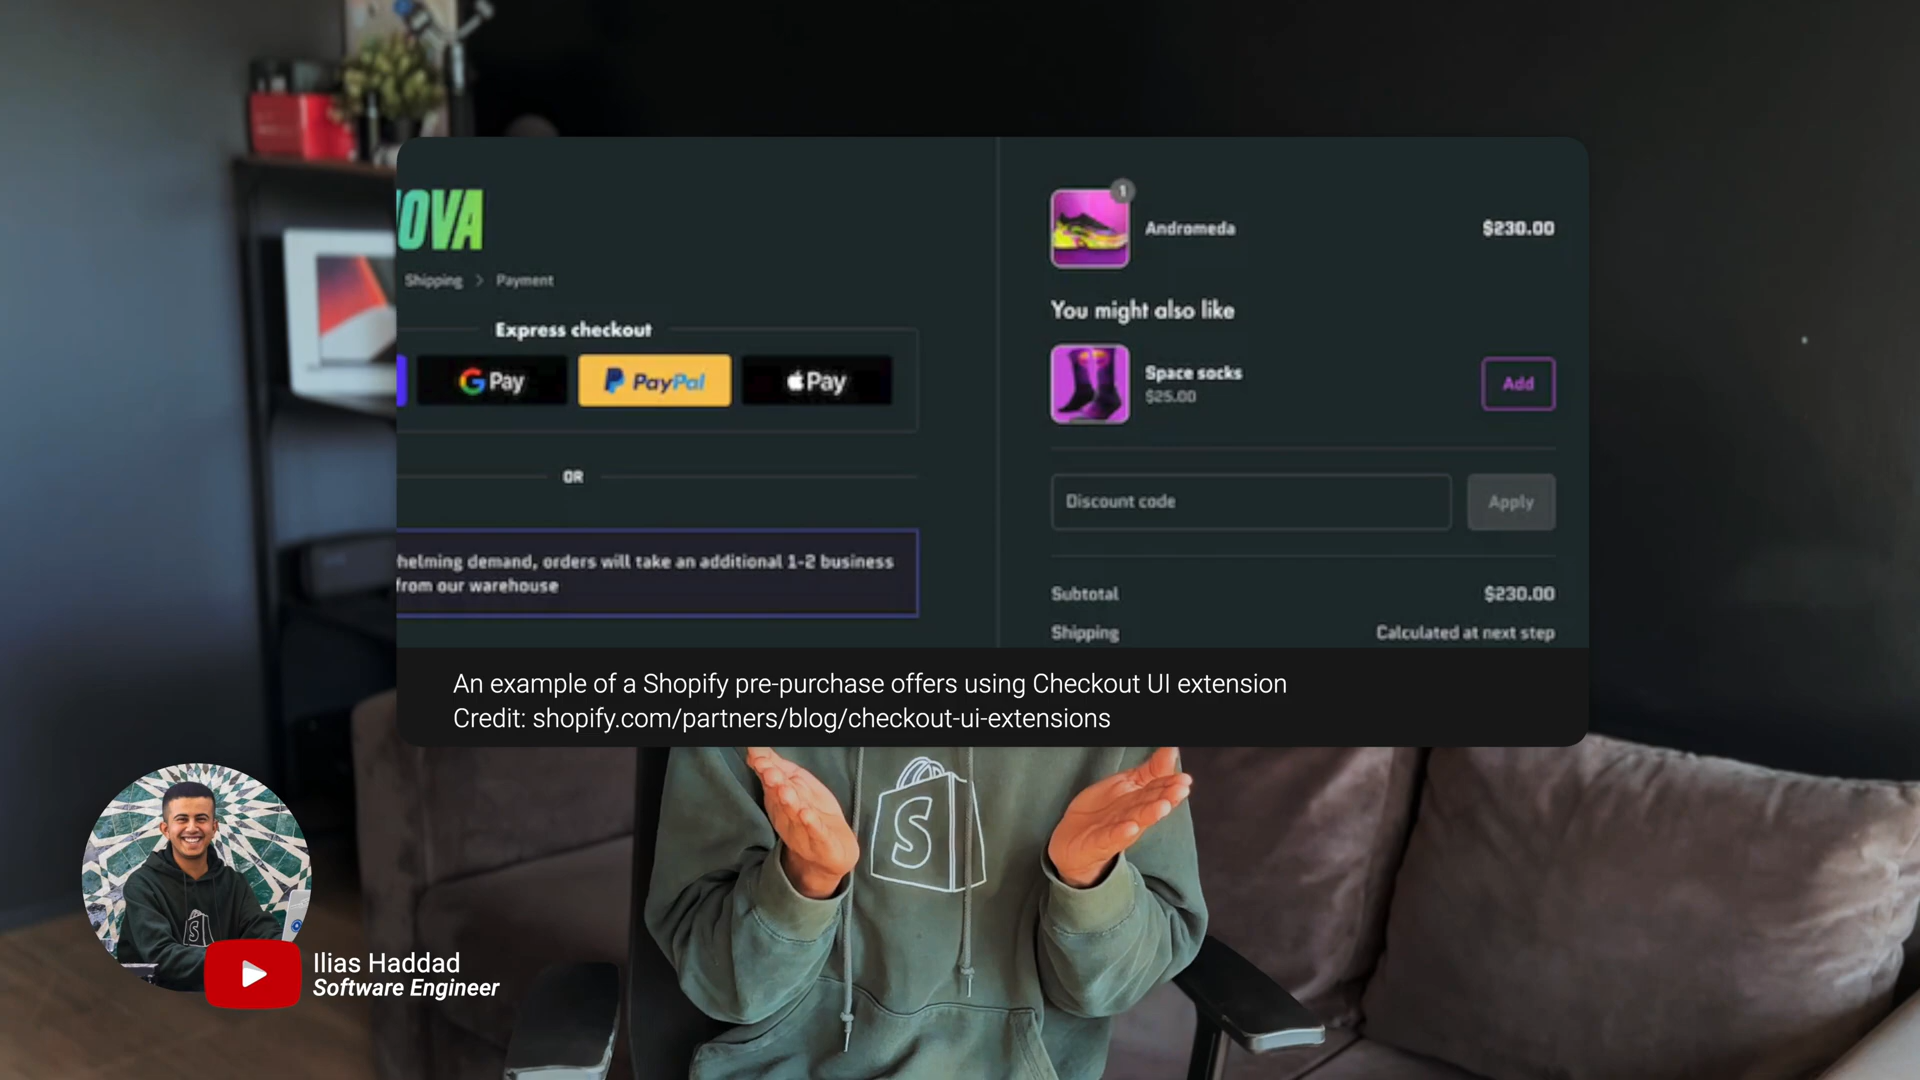 OVA
Shipping > Payment
Express checkout
G Pay
PayPal
Pay
OR
helming demand, orders will take an additional 1-2 business
from our warehouse
1
Andromeda
$230.00
You might also like
Space socks
$25.00
Add
Discount code
Apply
Subtotal
$230.00
Shipping
Calculated at next step
An example of a Shopify pre-purchase offers using Checkout UI extension
Credit: shopify.com/partners/blog/checkout-ui-extensions
S
Ilias Haddad
Software Engineer